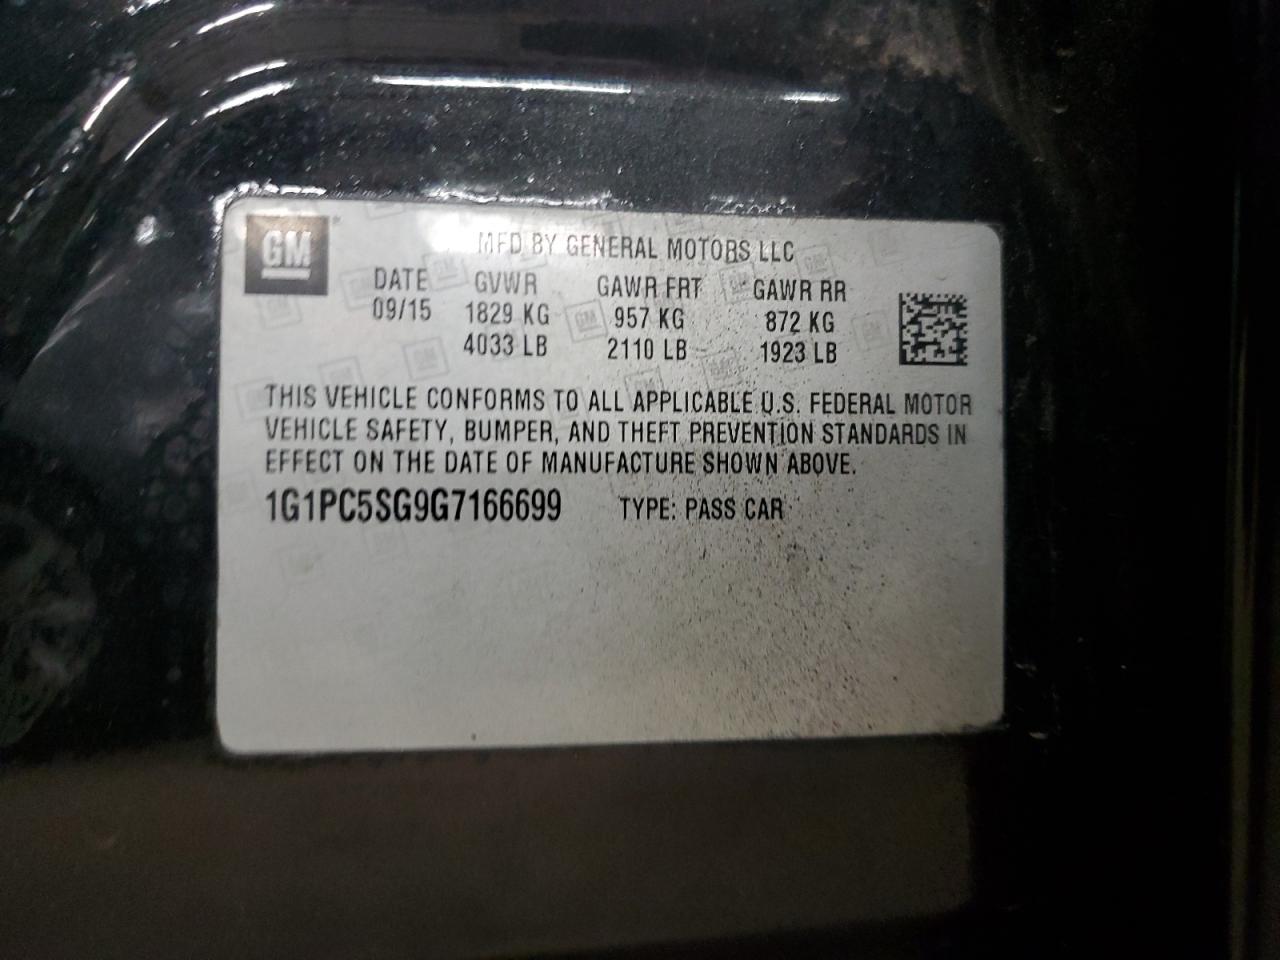 GM
MFD BY GENERAL MOTORS LLC
DATE GVWR GAWR FRT GAWR RR
09/15 1829 KG 957 KG 872 KG
4033 LB 2110 LB 1923 LB
THIS VEHICLE CONFORMS TO ALL APPLICABLE U.S. FEDERAL MOTOR
VEHICLE SAFETY, BUMPER, AND THEFT PREVENTION STANDARDS IN
EFFECT ON THE DATE OF MANUFACTURE SHOWN ABOVE.
1G1PC5SG9G7166699 TYPE: PASS CAR